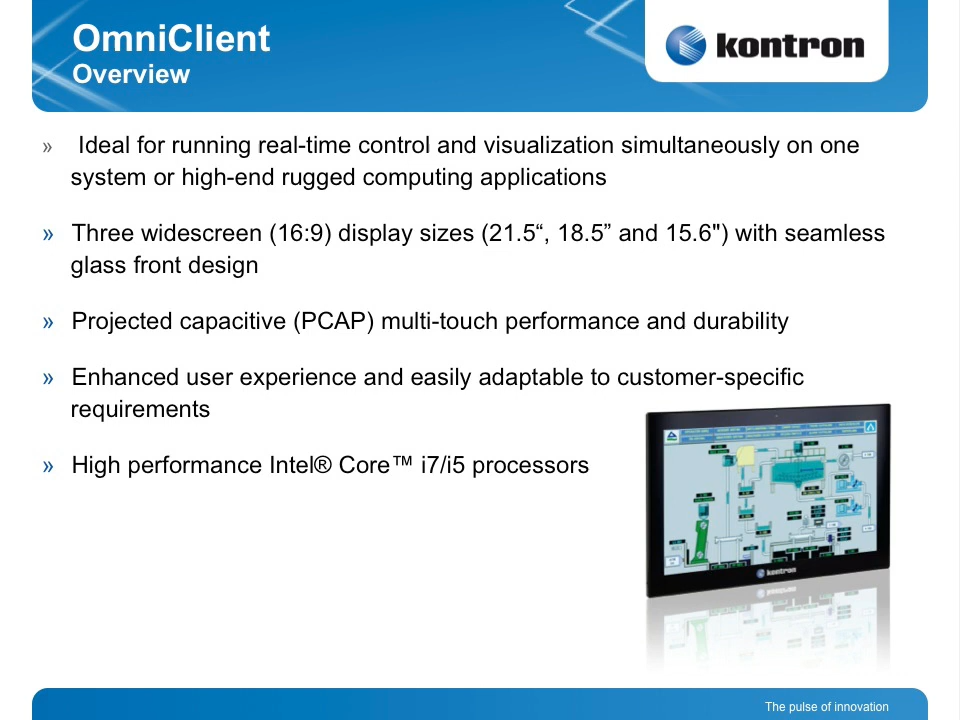 OmniClient
Overview
kontron
» Ideal for running real-time control and visualization simultaneously on one
system or high-end rugged computing applications
» Three widescreen (16:9) display sizes (21.5“, 18.5” and 15.6") with seamless
glass front design
» Projected capacitive (PCAP) multi-touch performance and durability
» Enhanced user experience and easily adaptable to customer-specific
requirements
» High performance Intel® Core™ i7/i5 processors
kontron
The pulse of innovation